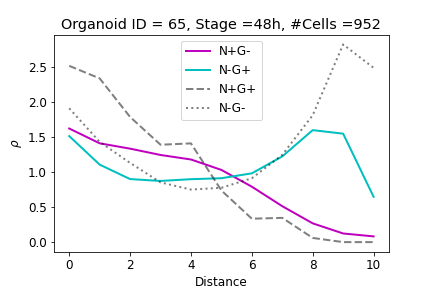 Organoid ID = 65, Stage =48h, #Cells =952
N+G-
N-G+
N+G+
N-G-
2.5
2.0
1.5
1.0
0.5
0.0
ρ
0 2 4 6 8 10
Distance